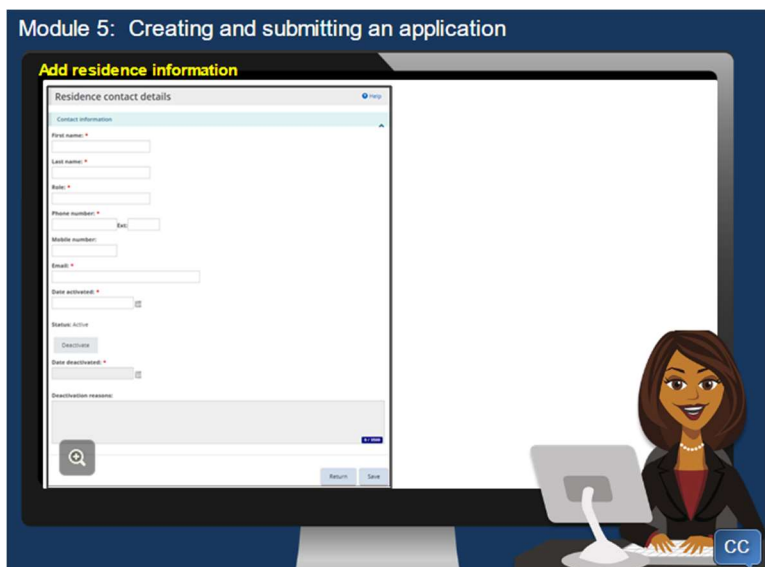 Module 5: Creating and submitting an application
Add residence information
Residence contact details
Help
Contact information
First name: *
Last name: *
Role: *
Phone number: *
Ext:
Mobile number:
Email: *
Date activated: *
Status: Active
Deactivate
Date deactivated: *
Deactivation reasons:
Return Save
CC